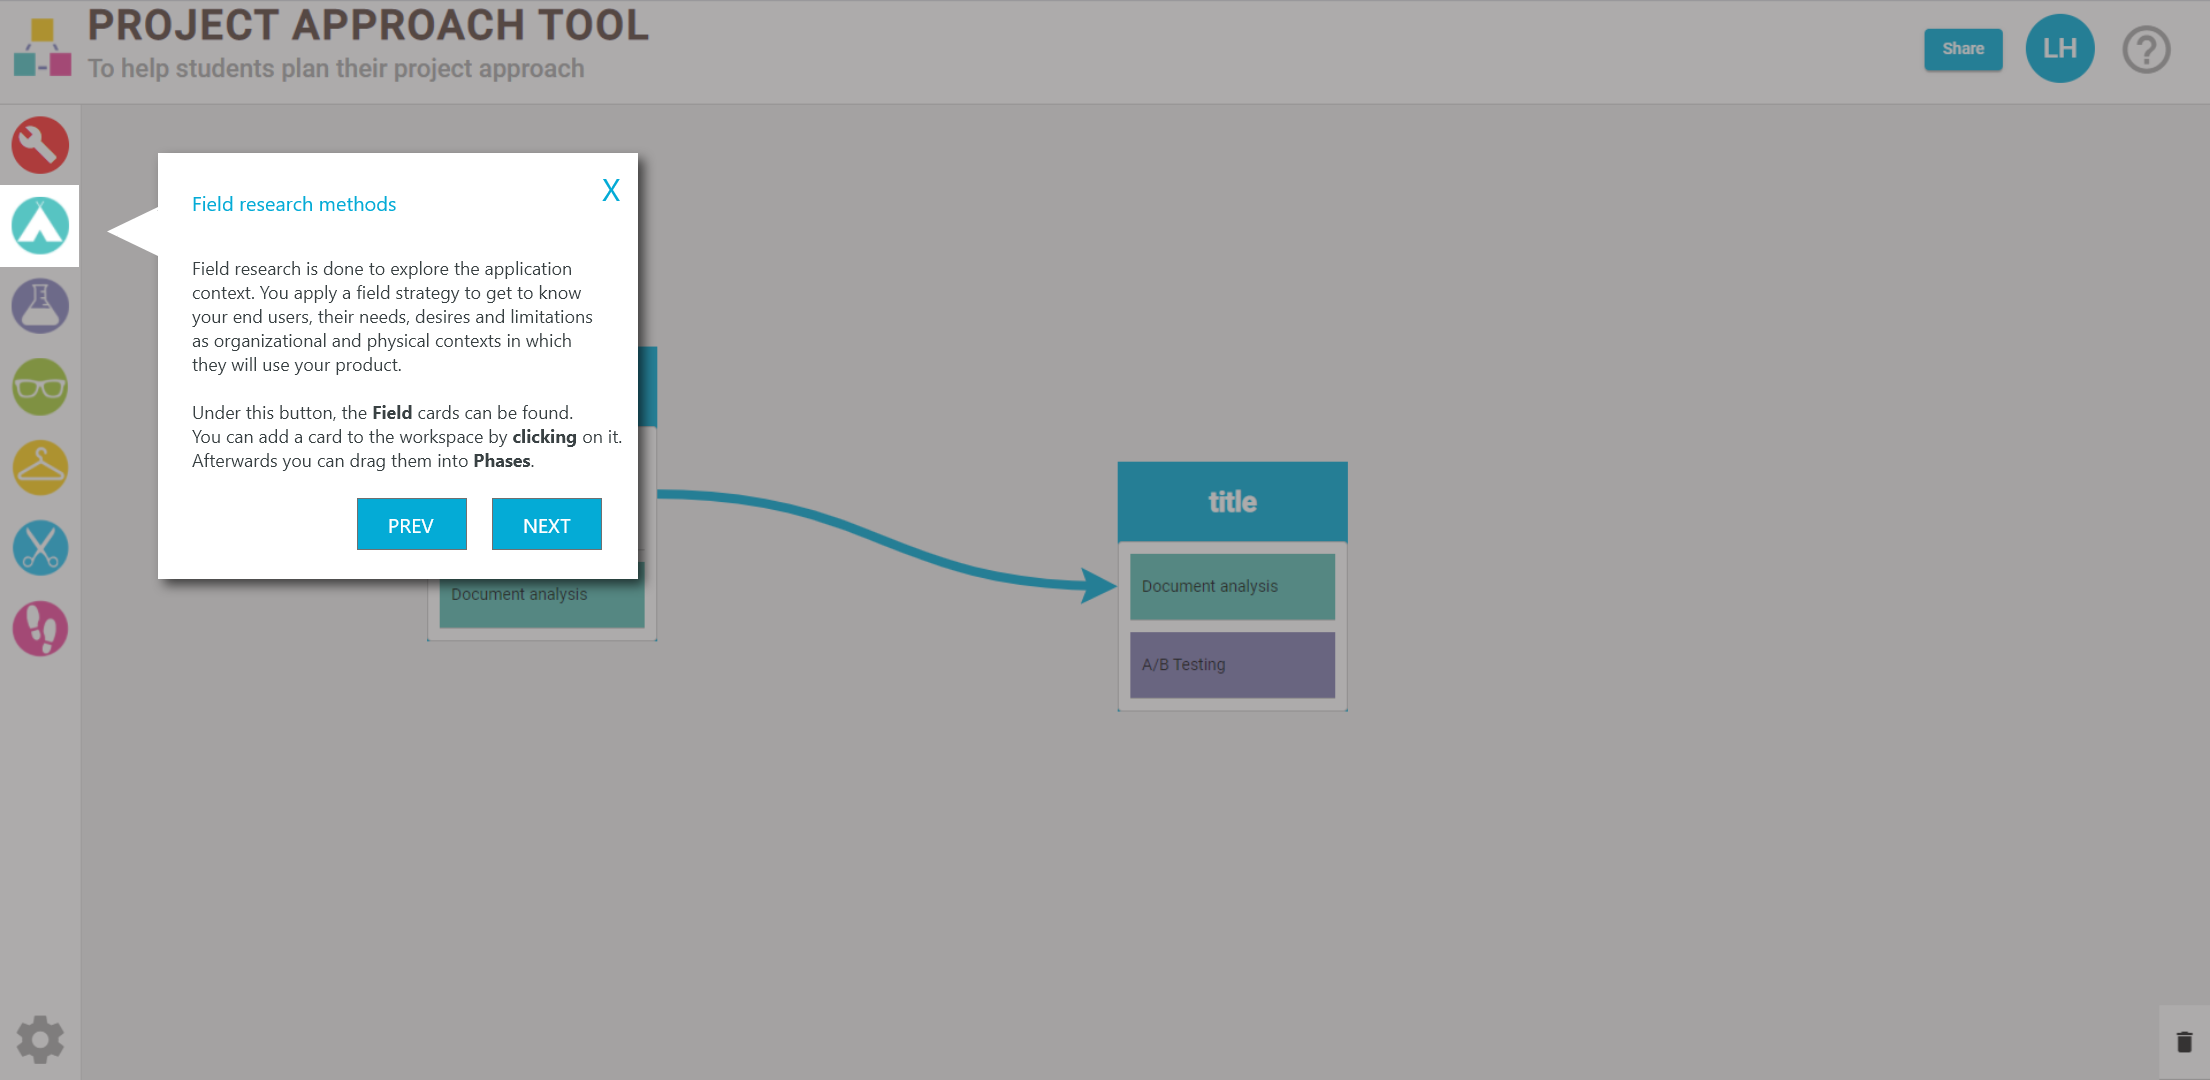 PROJECT APPROACH TOOL
To help students plan their project approach
Share
LH
?
Field research methods
X
Field research is done to explore the application
context. You apply a field strategy to get to know
your end users, their needs, desires and limitations
as organizational and physical contexts in which
they will use your product.
Under this button, the Field cards can be found.
You can add a card to the workspace by clicking on it.
Afterwards you can drag them into Phases.
PREV
NEXT
Document analysis
title
Document analysis
A/B Testing